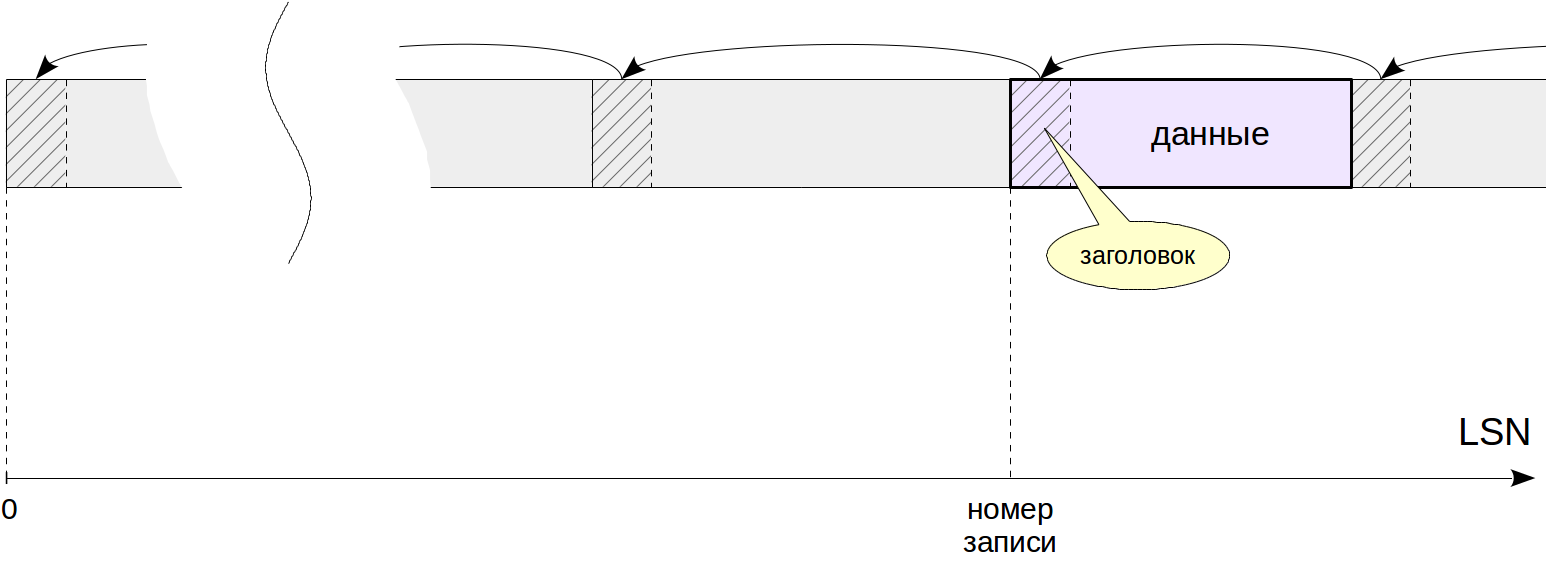 данные
заголовок
LSN
0
номер
записи